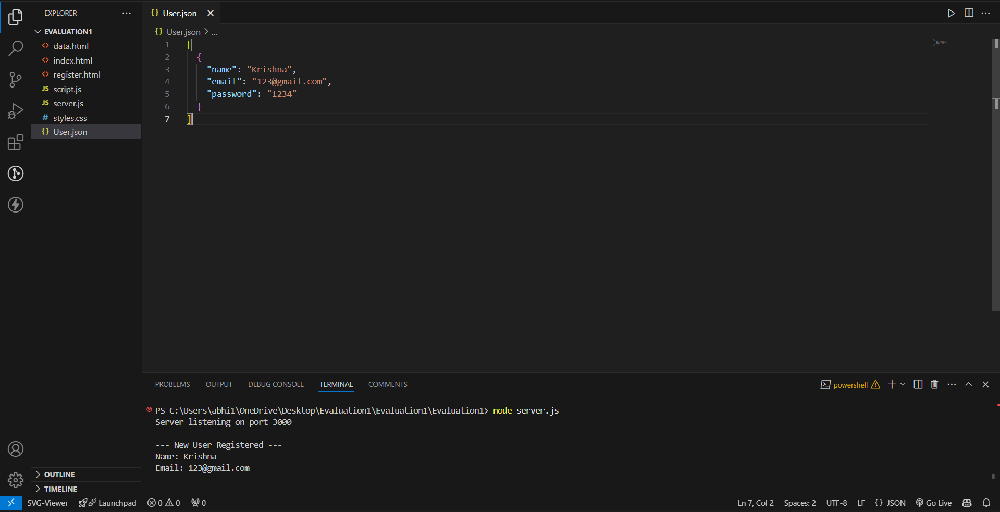 EXPLORER
EVALUATION1
data.html
index.html
register.html
JS script.js
JS server.js
# styles.css
{} User.json
OUTLINE
TIMELINE
{} User.json
{} User.json > ...
1 [
2 {
3 "name": "Krishna",
4 "email": "123@gmail.com",
5 "password": "1234"
6 }
7 ]
PROBLEMS OUTPUT DEBUG CONSOLE TERMINAL COMMENTS
powershell
PS C:\Users\abhi1\OneDrive\Desktop\Evaluation1\Evaluation1\Evaluation1> node server.js
Server listening on port 3000
--- New User Registered ---
Name: Krishna
Email: 123@gmail.com
-------------------
SVG-Viewer Launchpad 0 0 0 Ln 7, Col 2 Spaces: 2 UTF-8 LF {} JSON Go Live